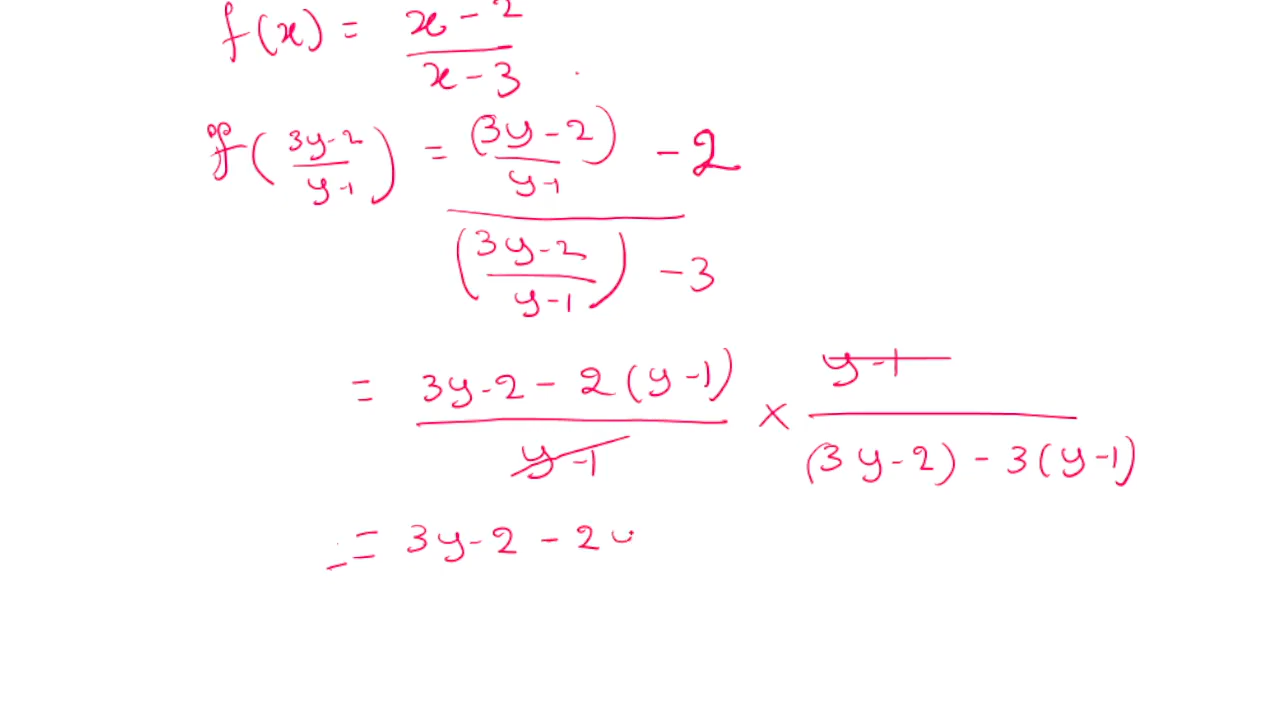 f(x) = x - 2
x - 3
f(3y-2 / y-1) = (3y-2 / y-1) - 2
(3y-2 / y-1) - 3
= 3y-2 - 2(y-1) / y-1 × y-1 / (3y-2) - 3(y-1)
= 3y-2 - 2